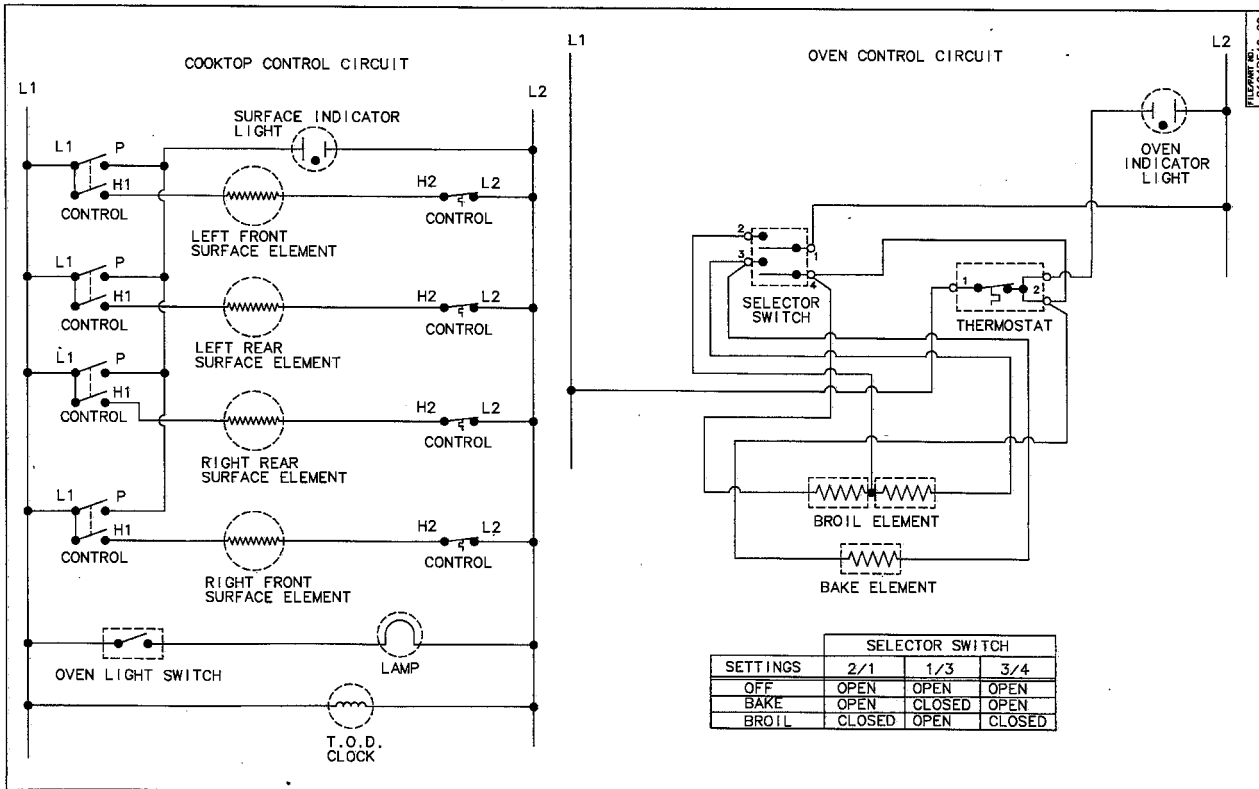 COOKTOP CONTROL CIRCUIT
L1
L2
SURFACE INDICATOR
LIGHT
L1 P
H1
CONTROL
H2 L2
CONTROL
LEFT FRONT
SURFACE ELEMENT
L1 P
H1
CONTROL
H2 L2
CONTROL
LEFT REAR
SURFACE ELEMENT
L1 P
H1
CONTROL
H2 L2
CONTROL
RIGHT REAR
SURFACE ELEMENT
L1 P
H1
CONTROL
H2 L2
CONTROL
RIGHT FRONT
SURFACE ELEMENT
OVEN LIGHT SWITCH
LAMP
T.O.D.
CLOCK
L1
OVEN CONTROL CIRCUIT
L2
FILE/PART NO.
OVEN
INDICATOR
LIGHT
2
1
3
4
SELECTOR
SWITCH
1 2
THERMOSTAT
BROIL ELEMENT
BAKE ELEMENT
SELECTOR SWITCH
SETTINGS 2/1 1/3 3/4
OFF OPEN OPEN OPEN
BAKE OPEN CLOSED OPEN
BROIL CLOSED OPEN CLOSED